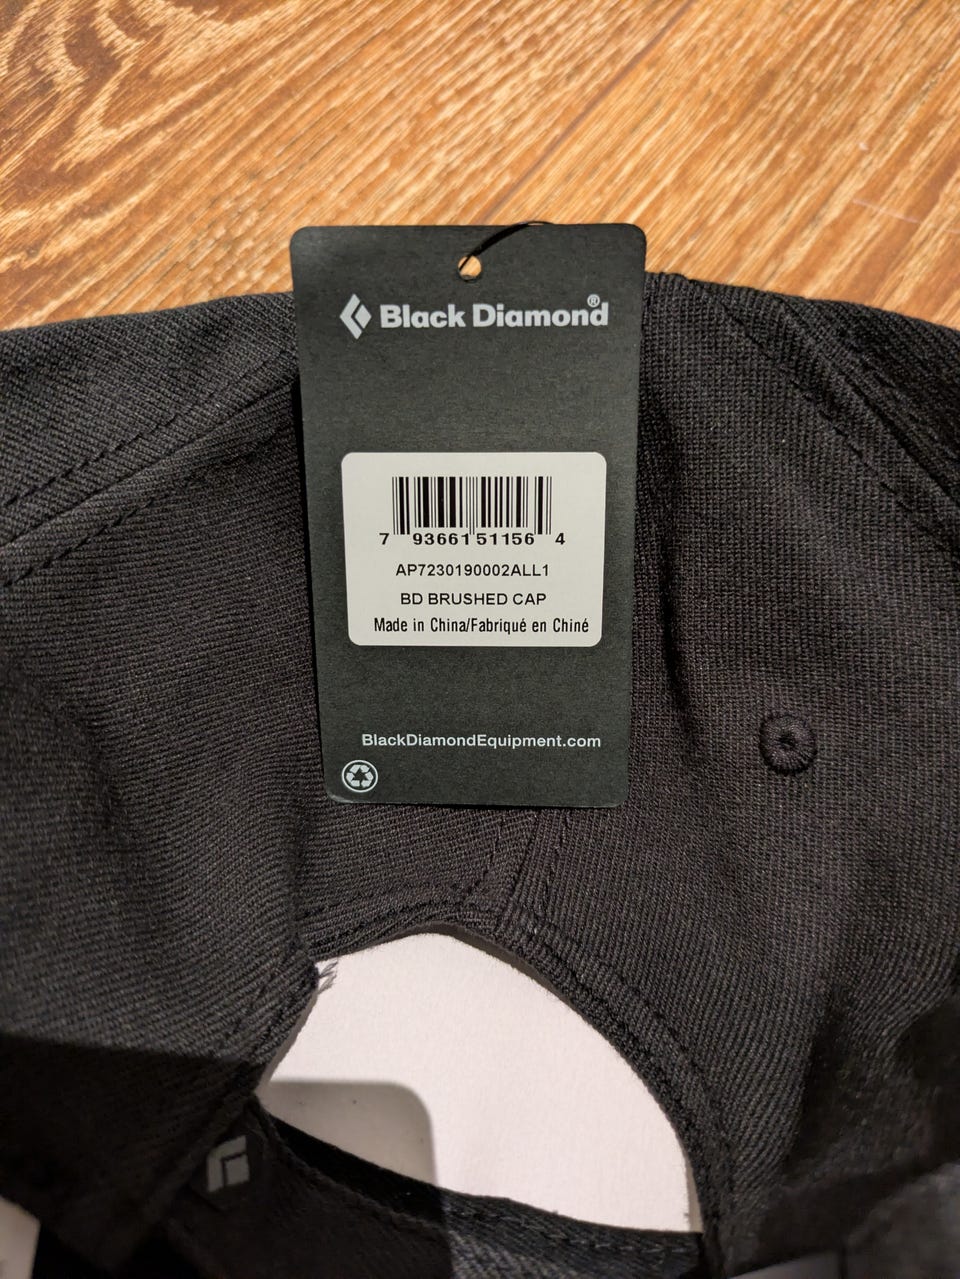 Black Diamond®
7 93661 51156 4
AP7230190002ALL1
BD BRUSHED CAP
Made in China/Fabriqué en Chiné
BlackDiamondEquipment.com